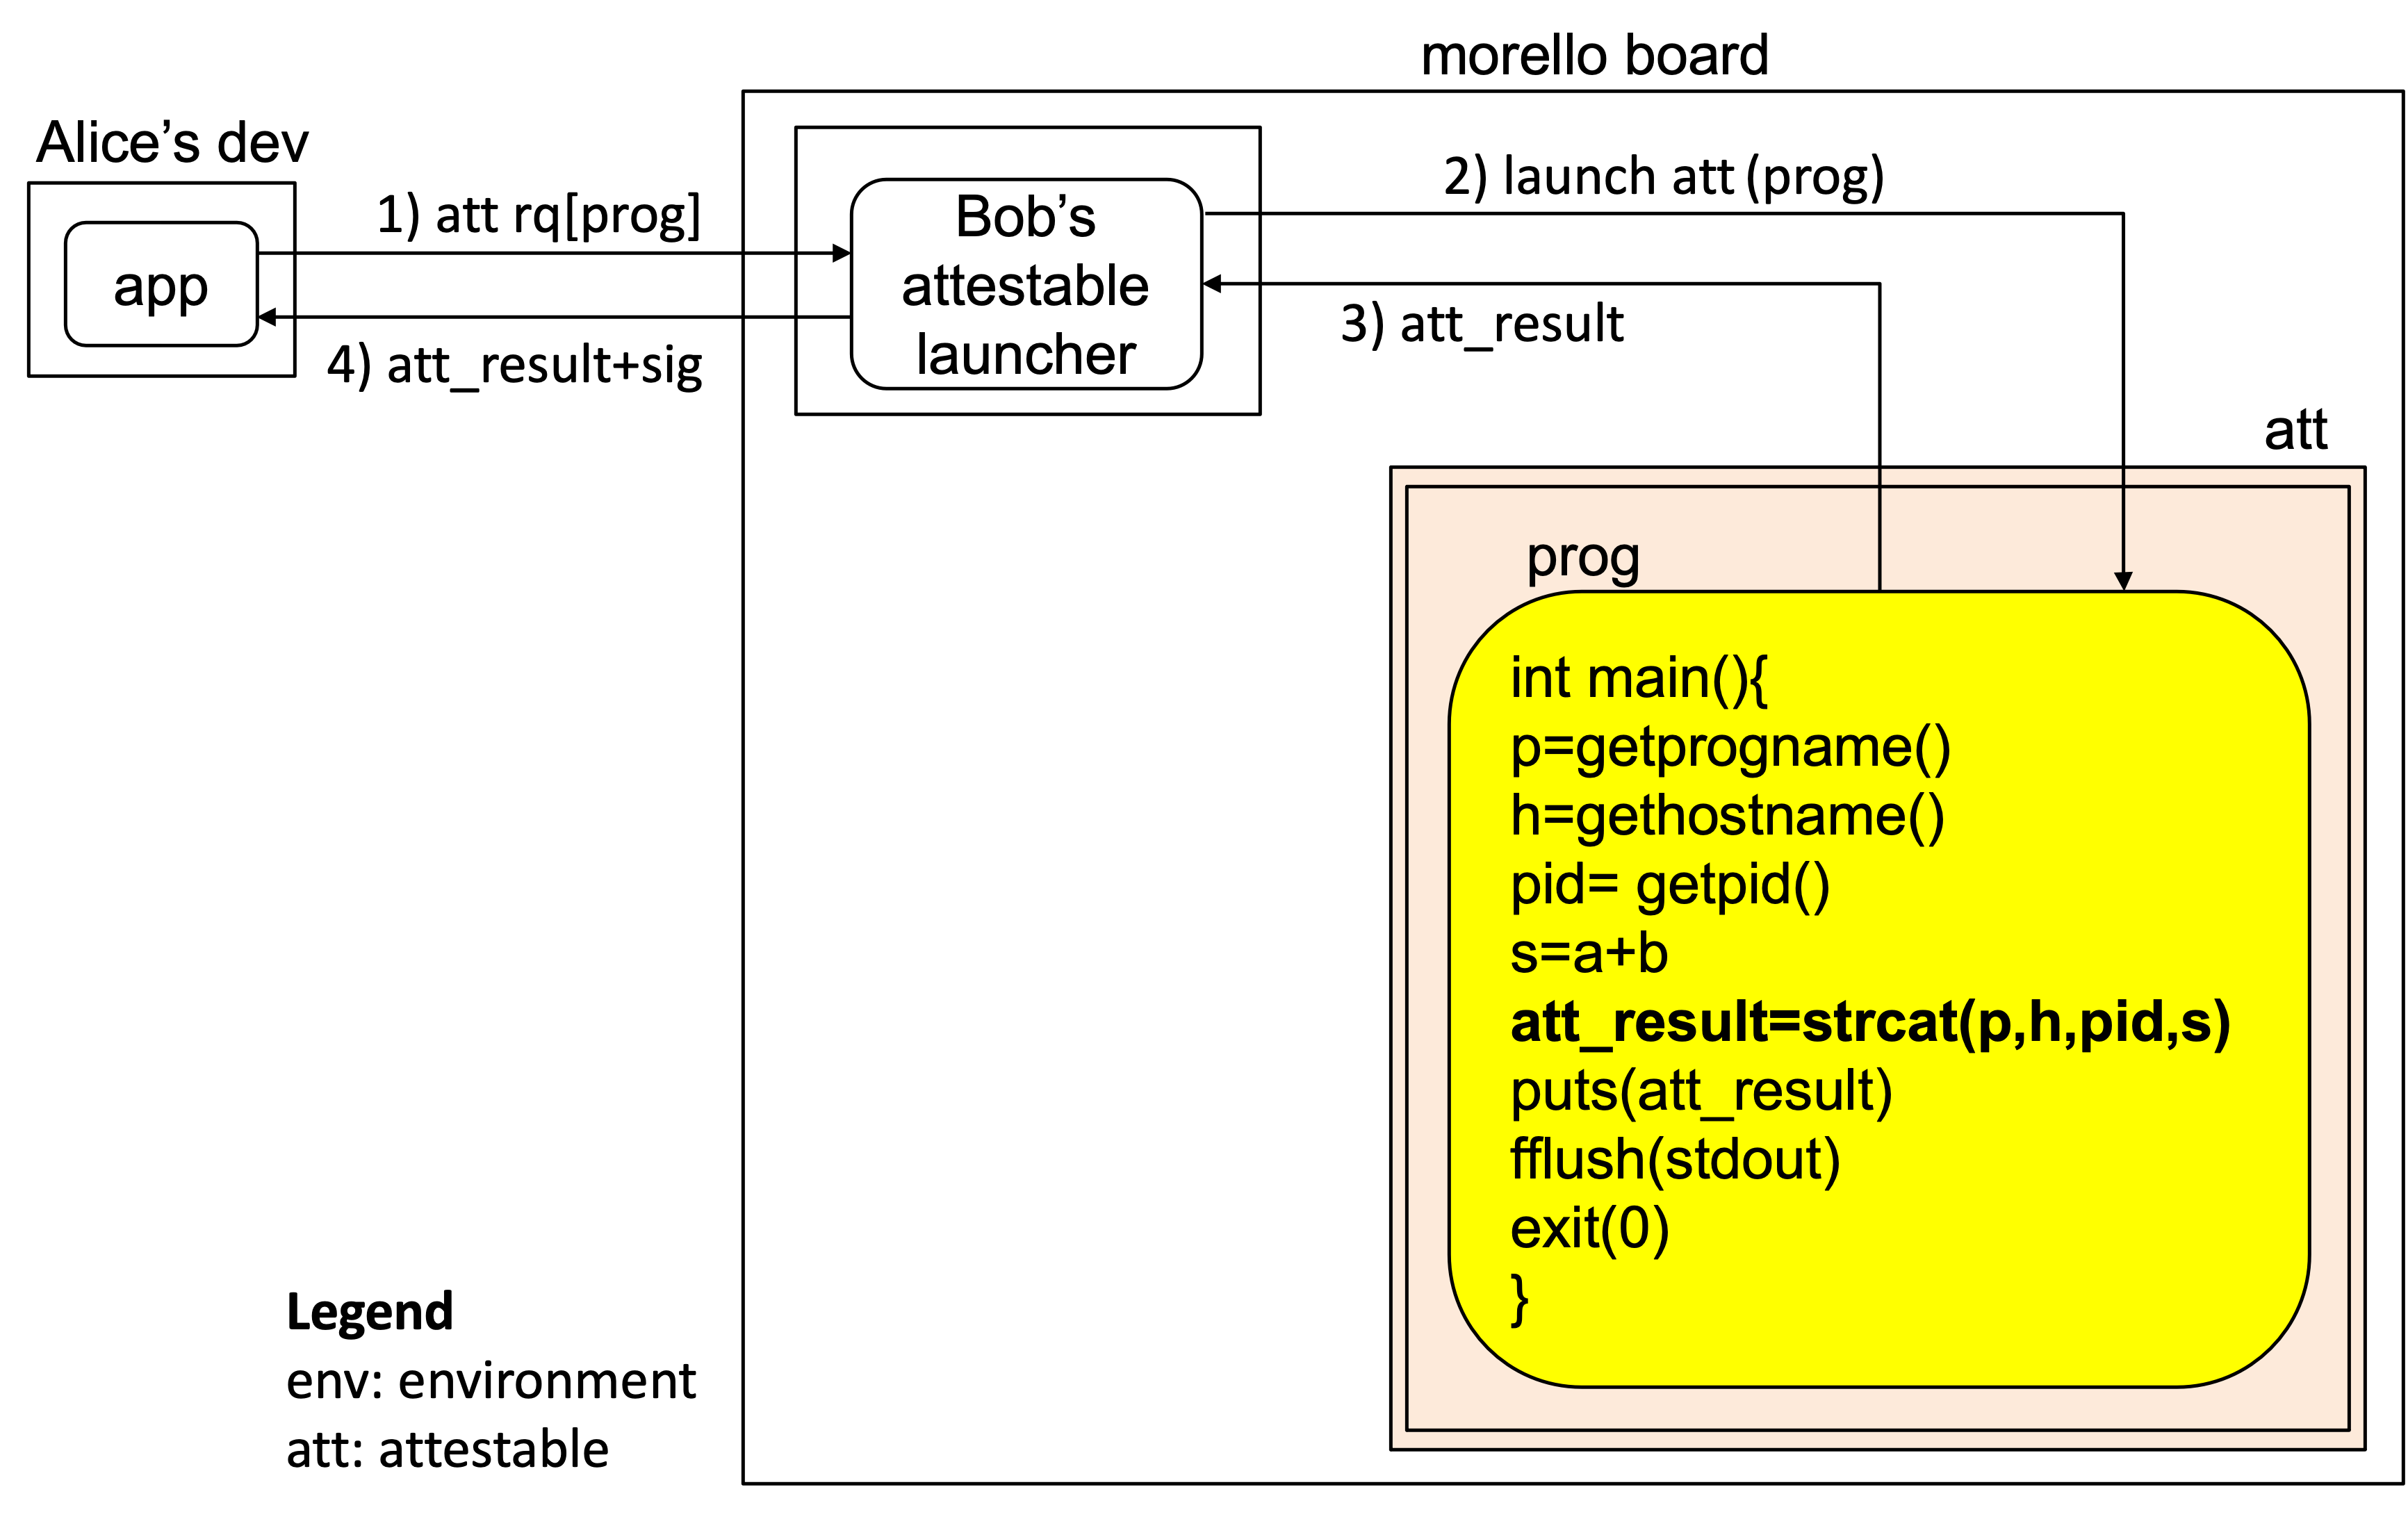 morello board
Alice’s dev
app
1) att rq[prog]
4) att_result+sig
Bob’s
attestable
launcher
2) launch att (prog)
3) att_result
att
prog
int main(){
p=getprogname()
h=gethostname()
pid= getpid()
s=a+b
att_result=strcat(p,h,pid,s)
puts(att_result)
fflush(stdout)
exit(0)
}
Legend
env: environment
att: attestable